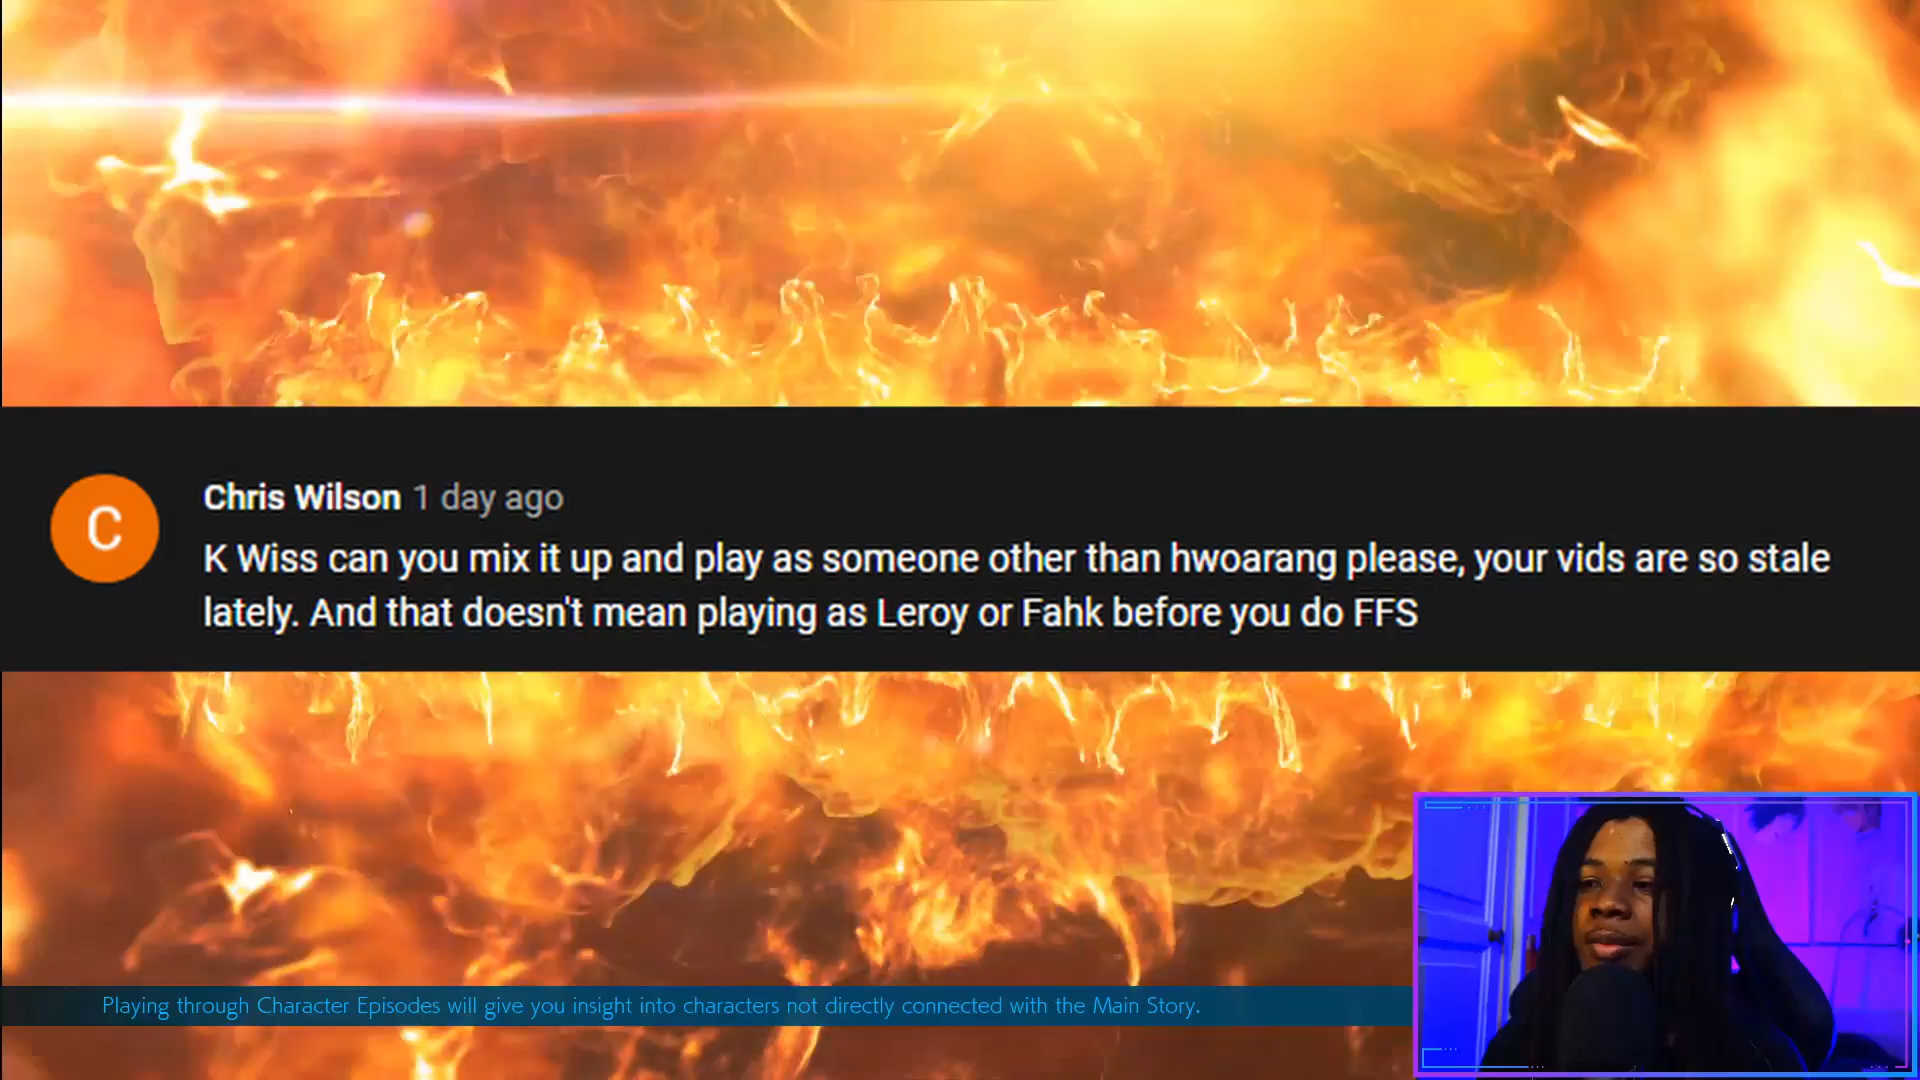 C
Chris Wilson 1 day ago
K Wiss can you mix it up and play as someone other than hwoarang please, your vids are so stale
lately. And that doesn't mean playing as Leroy or Fahk before you do FFS
Playing through Character Episodes will give you insight into characters not directly connected with the Main Story.